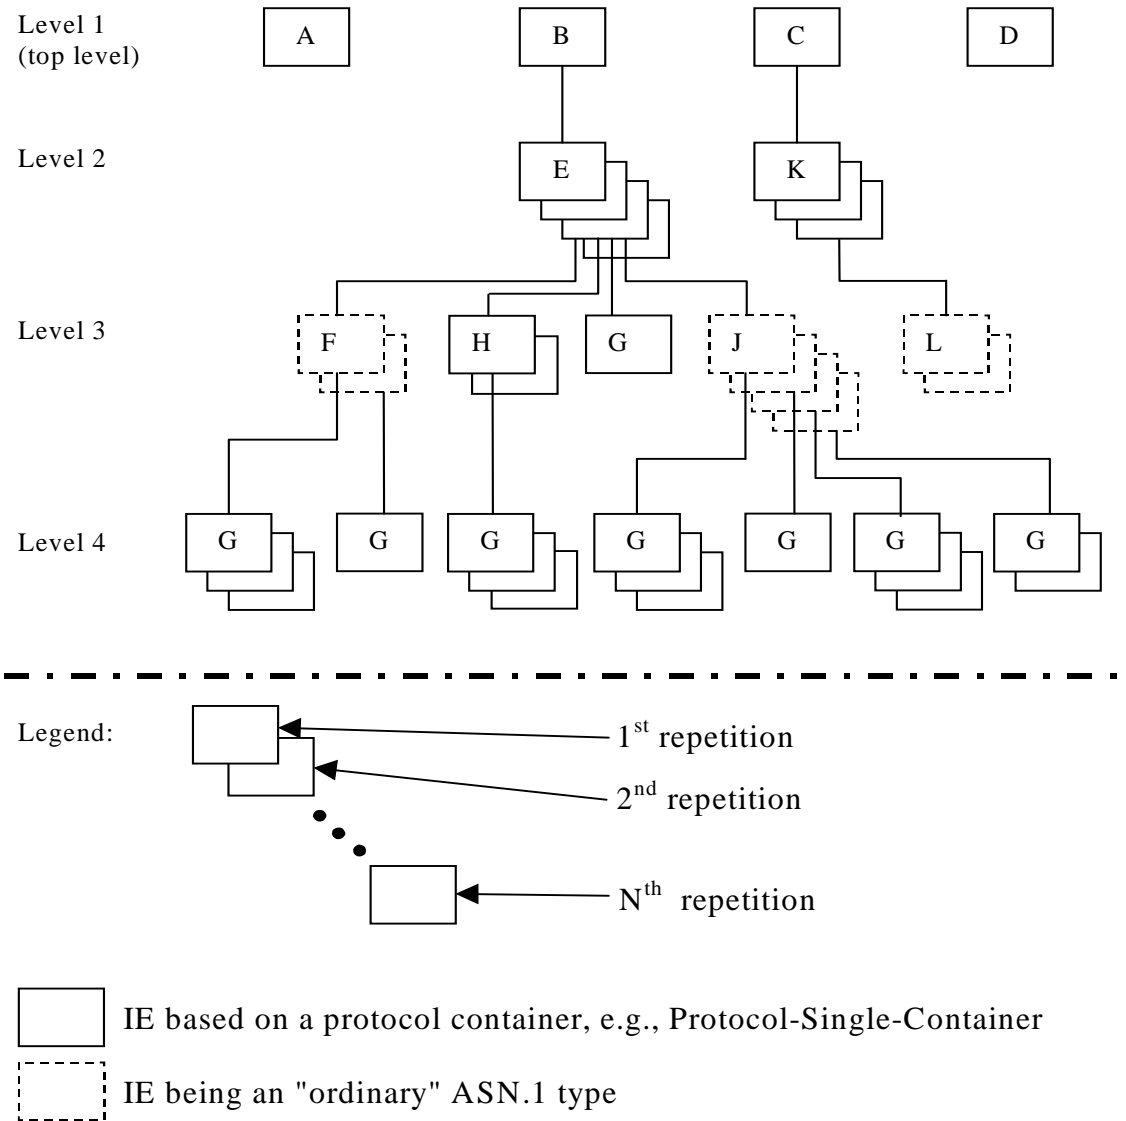 Level 1
(top level)
A
B
C
D
Level 2
E
K
Level 3
F
H
G
J
L
Level 4
G
G
G
G
G
G
G
Legend:
1st repetition
2nd repetition
Nth repetition
IE based on a protocol container, e.g., Protocol-Single-Container
IE being an "ordinary" ASN.1 type